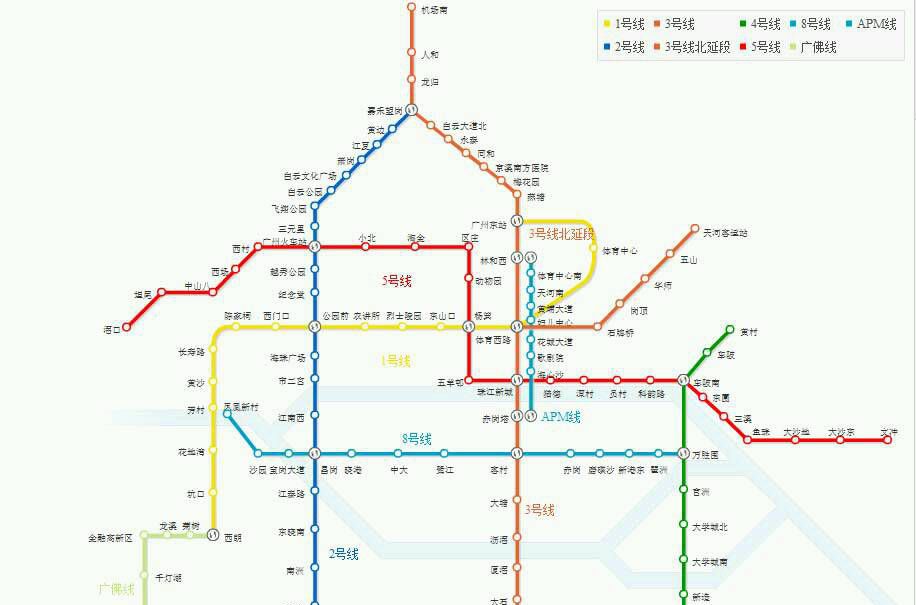 1号线 3号线 4号线 8号线 APM线
2号线 3号线北延段 5号线 广佛线
机场南
人和
龙归
嘉禾望岗
黄边
白云大道北
江夏
永泰
萧岗
同和
白云文化广场
京溪南方医院
白云公园
梅花园
飞翔公园
燕塘
三元里
广州东站
3号线北延段
天河客运站
西村
广州火车站
小北
淘金
区庄
体育中心
林和西
五山
西场
越秀公园
5号线
动物园
体育中心南
华师
坦尾
中山八
纪念堂
天河南
岗顶
黄埔大道
滘口
陈家祠
西门口
公园前
农讲所
烈士陵园
东山口
杨箕
妇儿中心
石牌桥
黄村
体育西路
花城大道
长寿路
海珠广场
1号线
歌剧院
车陂
黄沙
市二宫
五羊邨
海心沙
珠江新城
猎德
潭村
员村
科韵路
车陂南
东圃
芳村
凤凰新村
江南西
赤岗塔
APM线
三溪
鱼珠
大沙地
大沙东
文冲
8号线
花地湾
沙园
宝岗大道
昌岗
晓港
中大
鹭江
客村
赤岗
磨碟沙
新港东
琶洲
万胜围
坑口
江泰路
大塘
3号线
官洲
龙溪
菊树
金融高新区
西朗
东晓南
沥滘
大学城北
2号线
千灯湖
南洲
厦滘
大学城南
广佛线
大石
新造